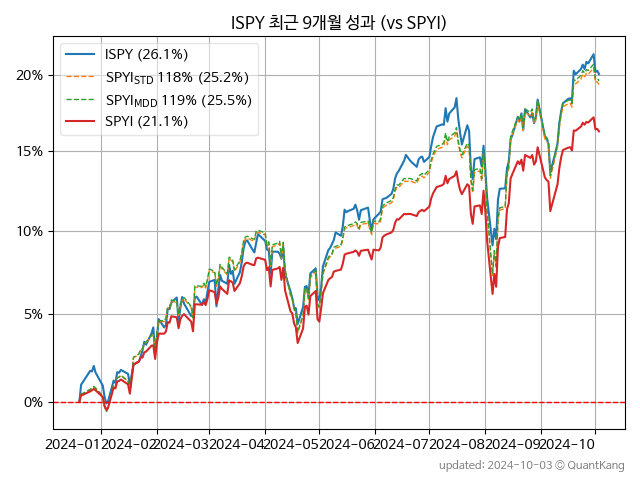 ISPY 최근 9개월 성과 (vs SPYI)
ISPY (26.1%)
SPYI_STD 118% (25.2%)
SPYI_MDD 119% (25.5%)
SPYI (21.1%)
20%
15%
10%
5%
0%
2024-01 2024-02 2024-03 2024-04 2024-05 2024-06 2024-07 2024-08 2024-09 2024-10
updated: 2024-10-03 © QuantKang